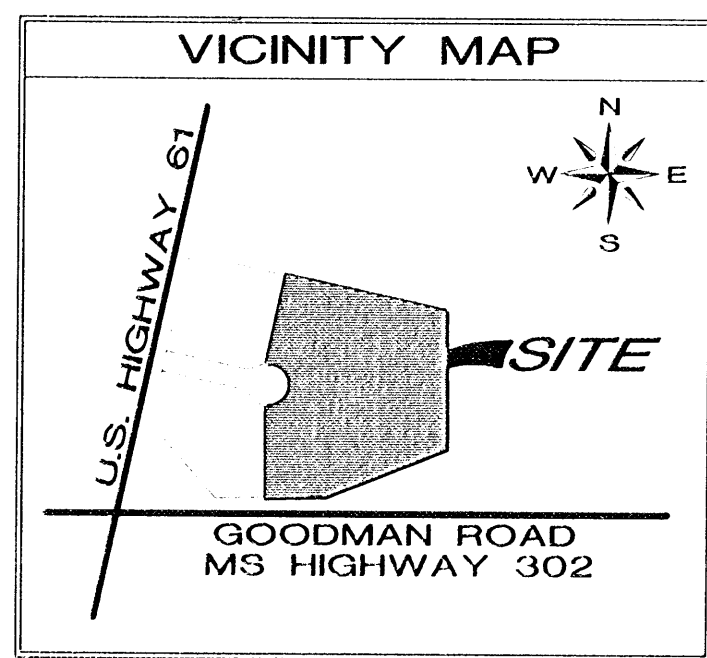 VICINITY MAP
N
W E
S
U.S. HIGHWAY 61
SITE
GOODMAN ROAD
MS HIGHWAY 302